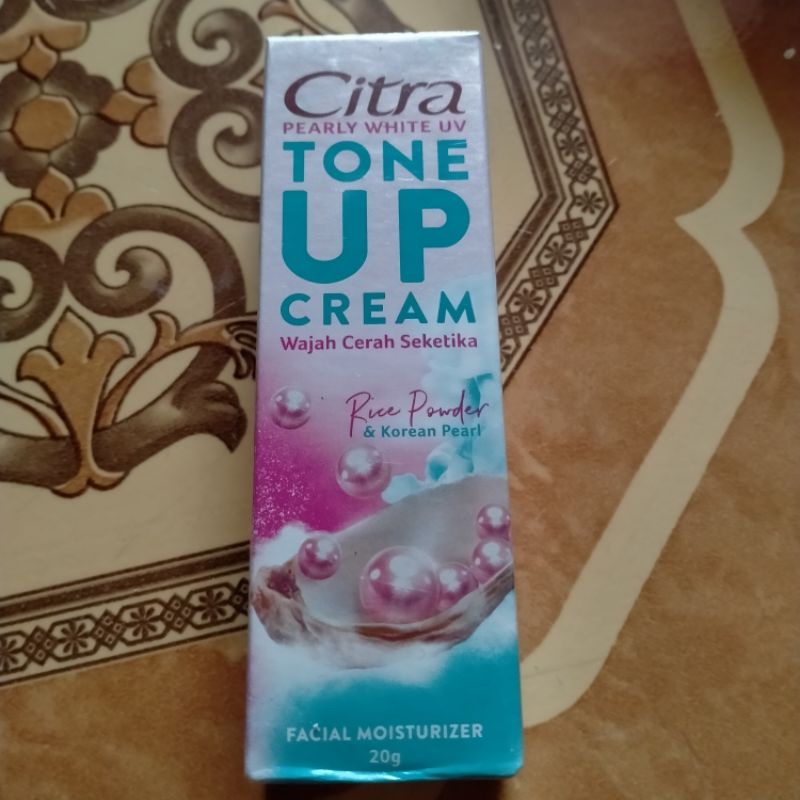 Citra
PEARLY WHITE UV
TONE
UP
CREAM
Wajah Cerah Seketika
Rice Powder
& Korean Pearl
FACIAL MOISTURIZER
20g